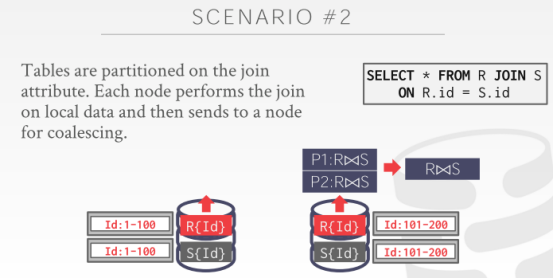 SCENARIO #2
Tables are partitioned on the join
attribute. Each node performs the join
on local data and then sends to a node
for coalescing.
SELECT * FROM R JOIN S
ON R.id = S.id
P1:R⨝S
P2:R⨝S
R⨝S
Id:1-100
R{Id}
R{Id}
Id:101-200
Id:1-100
S{Id}
S{Id}
Id:101-200